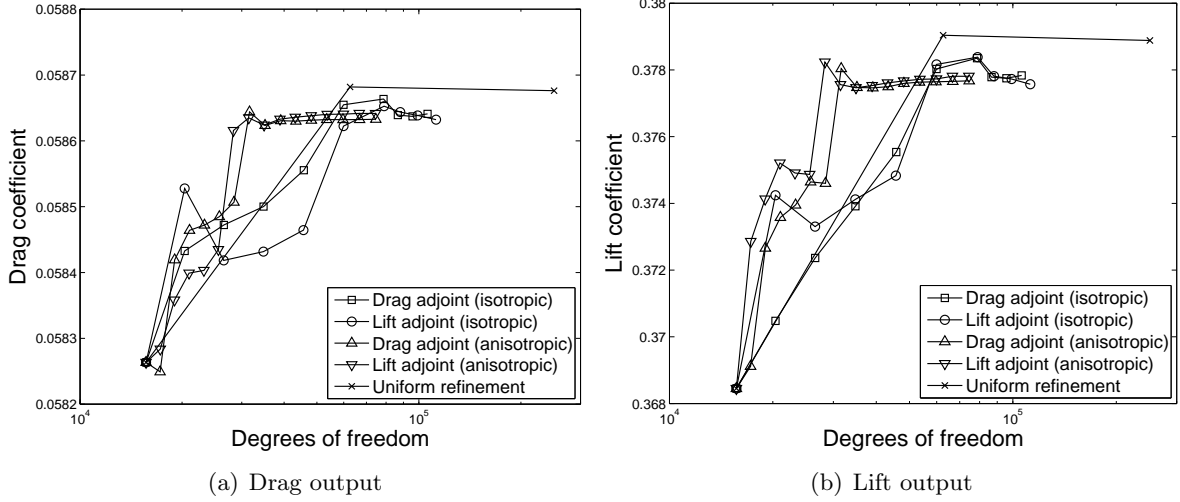 0.0588
0.0587
0.0586
0.0585
0.0584
0.0583
0.0582
Drag coefficient
10^4
10^5
Degrees of freedom
Drag adjoint (isotropic)
Lift adjoint (isotropic)
Drag adjoint (anisotropic)
Lift adjoint (anisotropic)
Uniform refinement
(a) Drag output
0.38
0.378
0.376
0.374
0.372
0.37
0.368
Lift coefficient
10^4
10^5
Degrees of freedom
Drag adjoint (isotropic)
Lift adjoint (isotropic)
Drag adjoint (anisotropic)
Lift adjoint (anisotropic)
Uniform refinement
(b) Lift output